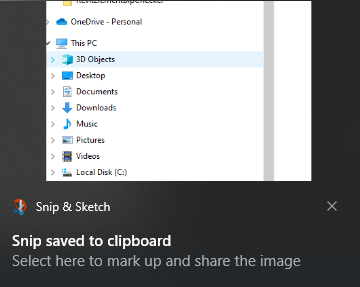 OneDrive - Personal
This PC
3D Objects
Desktop
Documents
Downloads
Music
Pictures
Videos
Local Disk (C:)
Snip & Sketch
Snip saved to clipboard
Select here to mark up and share the image